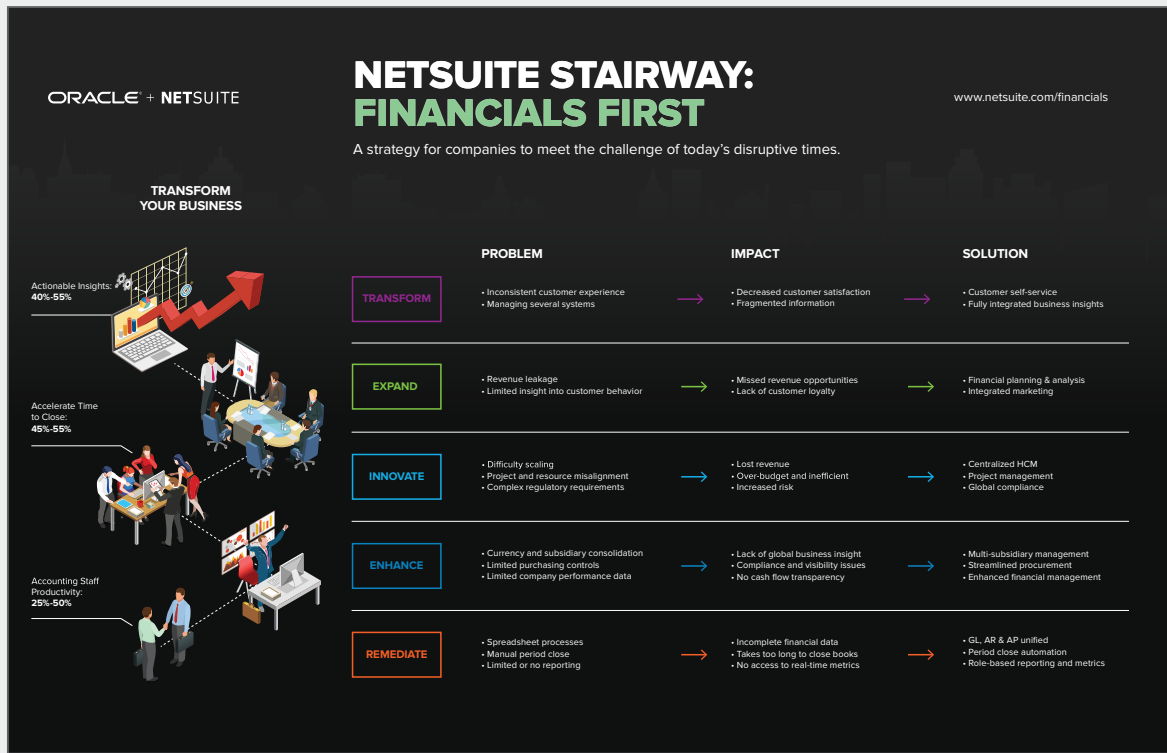 ORACLE® + NETSUITE
NETSUITE STAIRWAY:
FINANCIALS FIRST
www.netsuite.com/financials
A strategy for companies to meet the challenge of today's disruptive times.
TRANSFORM
YOUR BUSINESS
Actionable Insights:
40%-55%
Accelerate Time
to Close:
45%-55%
Accounting Staff
Productivity:
25%-50%
PROBLEM
IMPACT
SOLUTION
TRANSFORM
• Inconsistent customer experience
• Managing several systems
• Decreased customer satisfaction
• Fragmented information
• Customer self-service
• Fully integrated business insights
EXPAND
• Revenue leakage
• Limited insight into customer behavior
• Missed revenue opportunities
• Lack of customer loyalty
• Financial planning & analysis
• Integrated marketing
INNOVATE
• Difficulty scaling
• Project and resource misalignment
• Complex regulatory requirements
• Lost revenue
• Over-budget and inefficient
• Increased risk
• Centralized HCM
• Project management
• Global compliance
ENHANCE
• Currency and subsidiary consolidation
• Limited purchasing controls
• Limited company performance data
• Lack of global business insight
• Compliance and visibility issues
• No cash flow transparency
• Multi-subsidiary management
• Streamlined procurement
• Enhanced financial management
REMEDIATE
• Spreadsheet processes
• Manual period close
• Limited or no reporting
• Incomplete financial data
• Takes too long to close books
• No access to real-time metrics
• GL, AR & AP unified
• Period close automation
• Role-based reporting and metrics